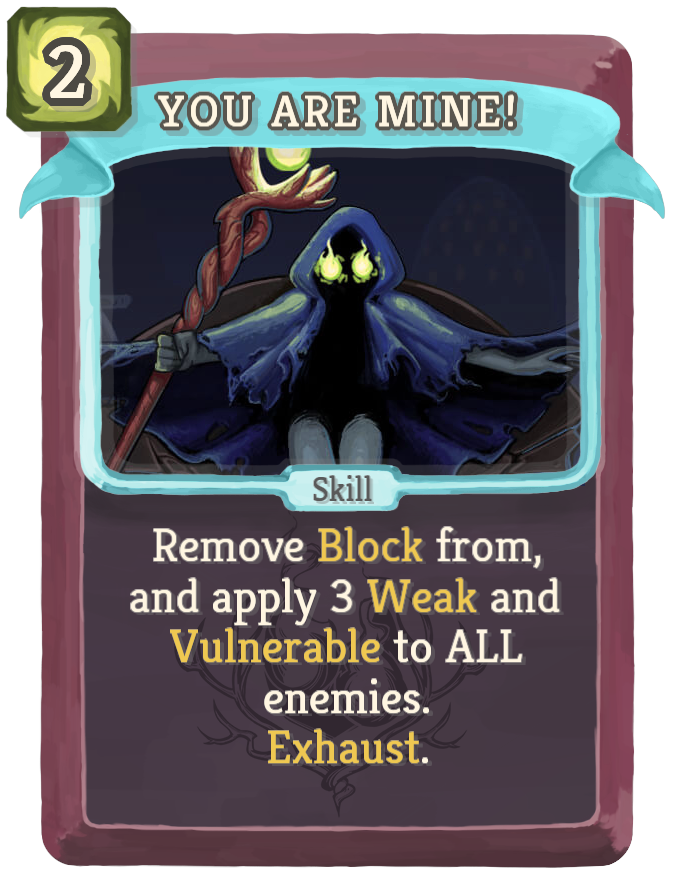 2
YOU ARE MINE!
Skill
Remove Block from,
and apply 3 Weak and
Vulnerable to ALL
enemies.
Exhaust.